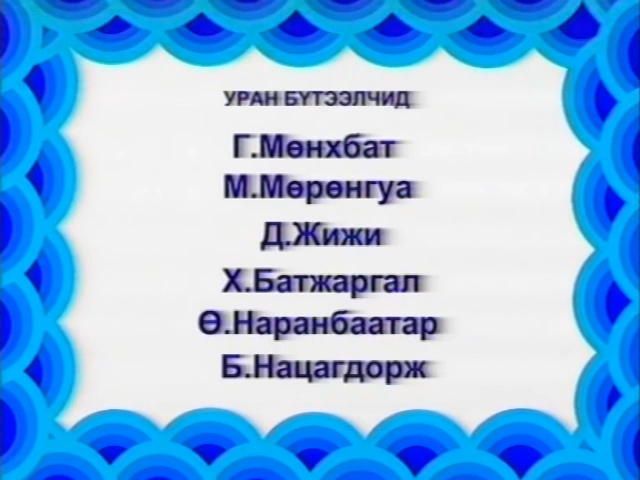 УРАН БҮТЭЭЛЧИД
Г.Мөнхбат
М.Мөрөнгуа
Д.Жижи
Х.Батжаргал
Ө.Наранбаатар
Б.Нацагдорж